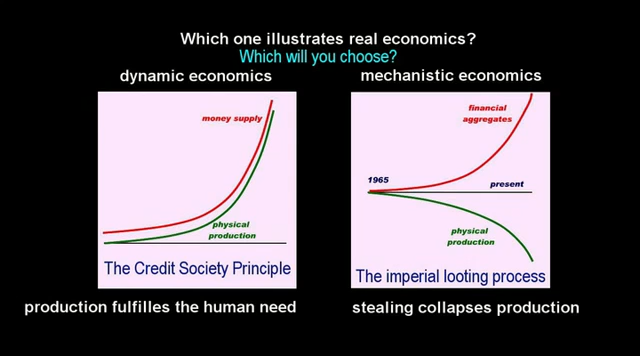 Which one illustrates real economics?
Which will you choose?
dynamic economics
mechanistic economics
money supply
physical
production
The Credit Society Principle
financial
aggregates
1965
present
physical
production
The imperial looting process
production fulfilles the human need
stealing collapses production